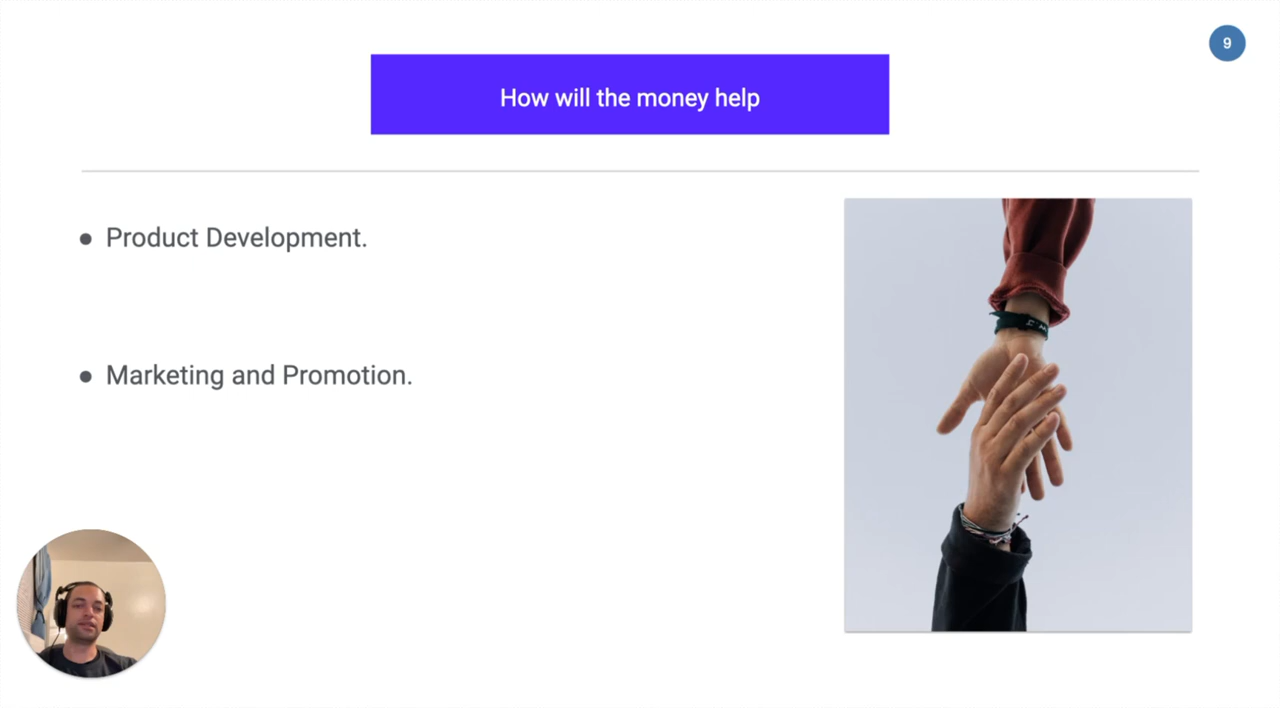 9
How will the money help
● Product Development.
● Marketing and Promotion.